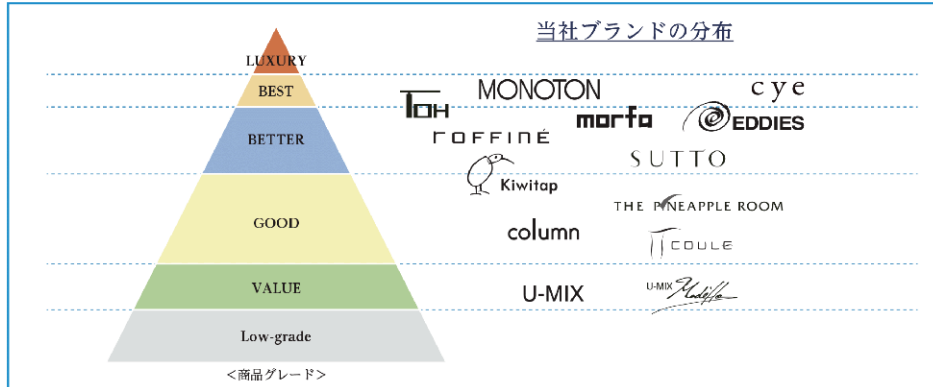 当社ブランドの分布
LUXURY
BEST
BETTER
GOOD
VALUE
Low-grade
<商品グレード>
MONOTON
cye
TOH
morfa
EDDIES
roffiné
SUTTO
Kiwitap
THE PINEAPPLE ROOM
column
COULE
U-MIX
U-MIX Modéllo